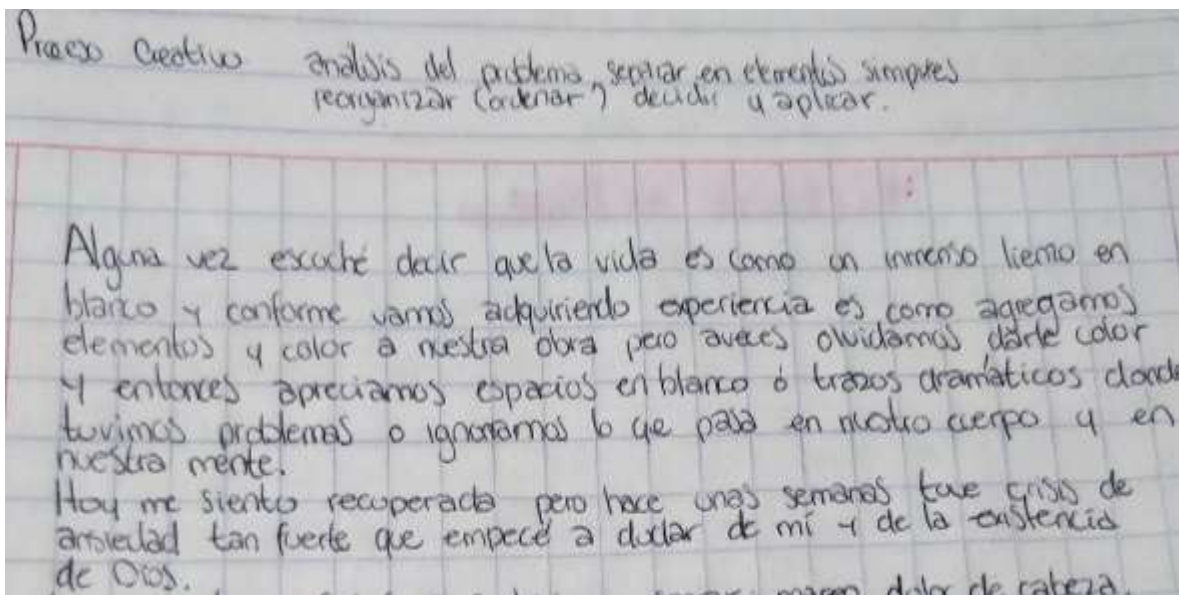 Proceso Creativo análisis del problema, separar en elementos simples
reorganizar (ordenar) decidir y aplicar.
:
Alguna vez escuché decir que la vida es como un inmenso lienzo en
blanco y conforme vamos adquiriendo experiencia es como agregamos
elementos y color a nuestra obra pero aveces olvidamos darle color
y entonces apreciamos espacios en blanco ó trazos dramáticos donde
tuvimos problemas o ignoramos lo que pasa en nuestro cuerpo y en
nuestra mente.
Hoy me siento recuperada pero hace unas semanas tuve crisis de
ansiedad tan fuerte que empecé a dudar de mí y de la existencia
de Dios.
dolor de cabeza